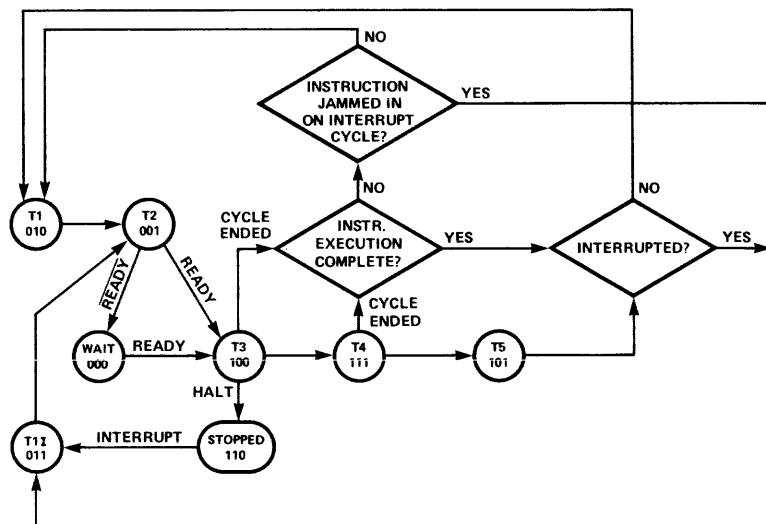 NO
NO
INSTRUCTION
JAMMED IN
ON INTERRUPT
CYCLE?
YES
T1
010
T2
001
CYCLE
ENDED
NO
INSTR.
EXECUTION
COMPLETE?
YES
NO
INTERRUPTED?
YES
READY
READY
CYCLE
ENDED
WAIT
000
READY
T3
100
T4
111
T5
101
HALT
T1I
011
INTERRUPT
STOPPED
110